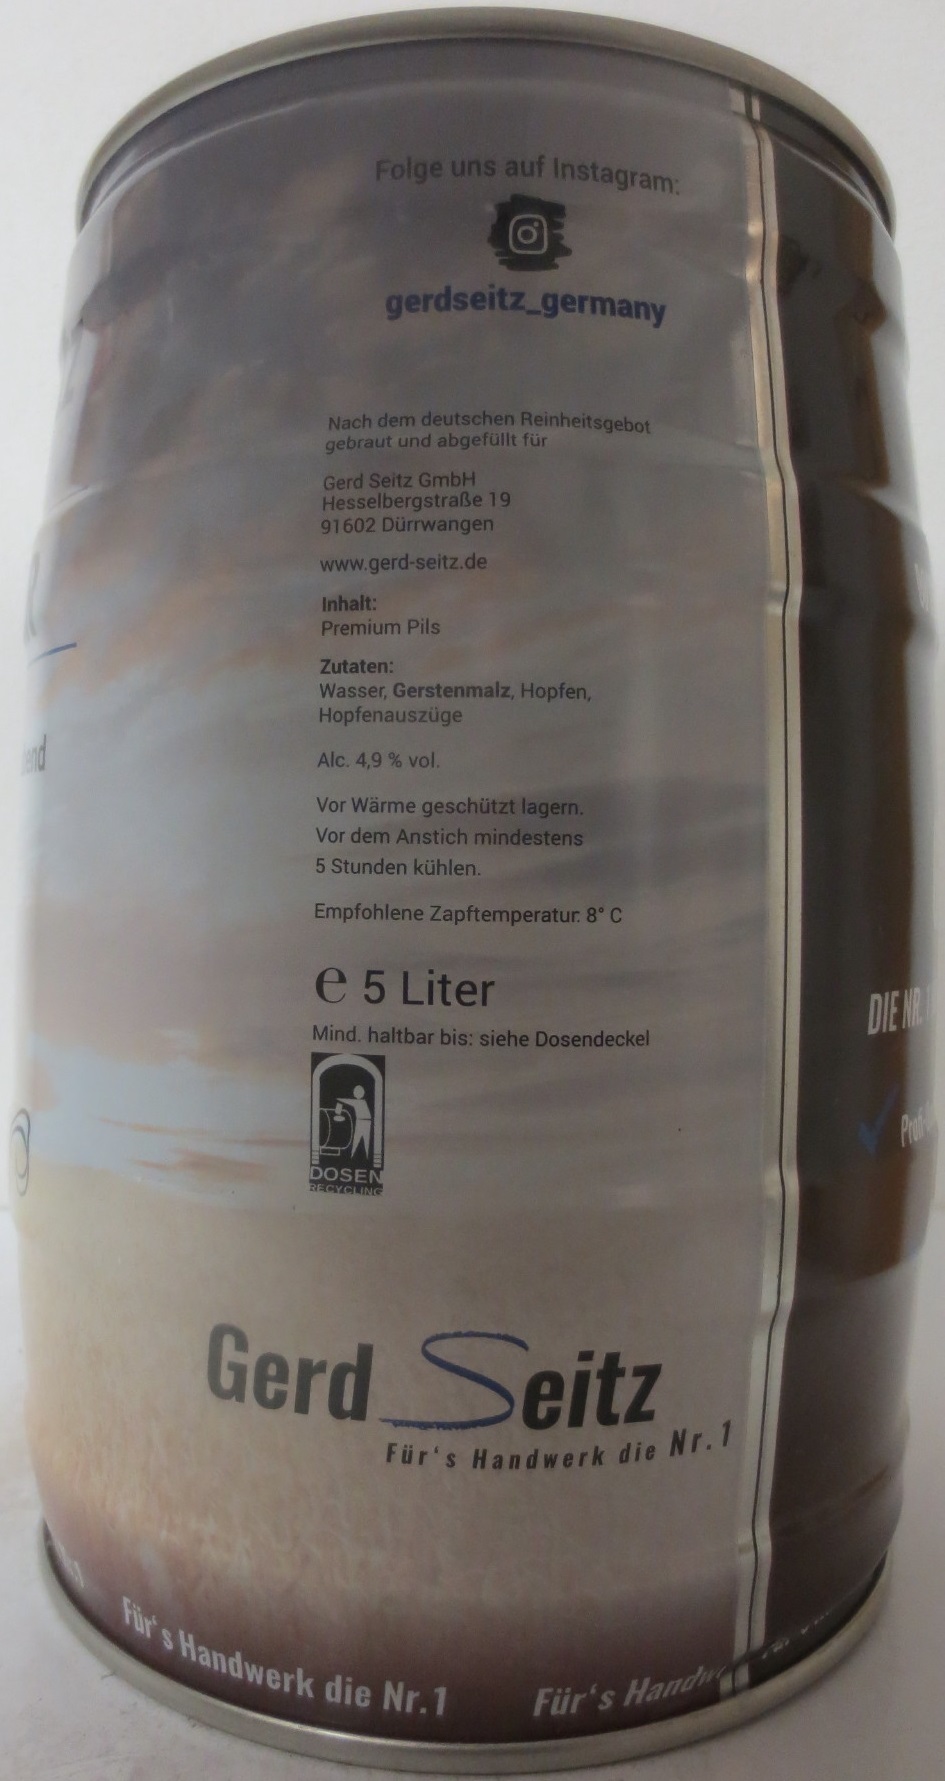 Folge uns auf Instagram:
gerdseitz_germany
Nach dem deutschen Reinheitsgebot
gebraut und abgefüllt für
Gerd Seitz GmbH
Hesselbergstraße 19
91602 Dürrwangen
www.gerd-seitz.de
Inhalt:
Premium Pils
Zutaten:
Wasser, Gerstenmalz, Hopfen,
Hopfenauszüge
Alc. 4,9 % vol.
Vor Wärme geschützt lagern.
Vor dem Anstich mindestens
5 Stunden kühlen.
Empfohlene Zapftemperatur: 8° C
e 5 Liter
Mind. haltbar bis: siehe Dosendeckel
DOSEN
RECYCLING
Gerd Seitz
Für's Handwerk die Nr.1
Für's Handwerk die Nr.1
Für's
DIE NR.